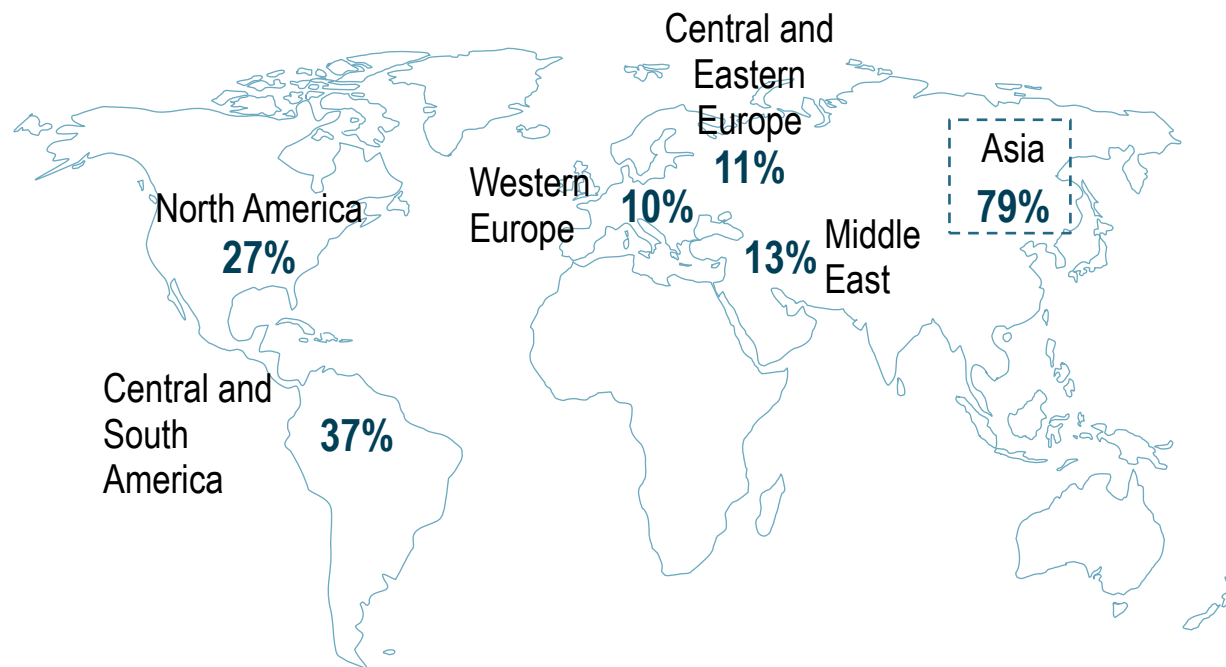 Central and
Eastern
Europe
11%
Asia
79%
Western
Europe
10%
North America
27%
13%
Middle
East
Central and
South
America
37%